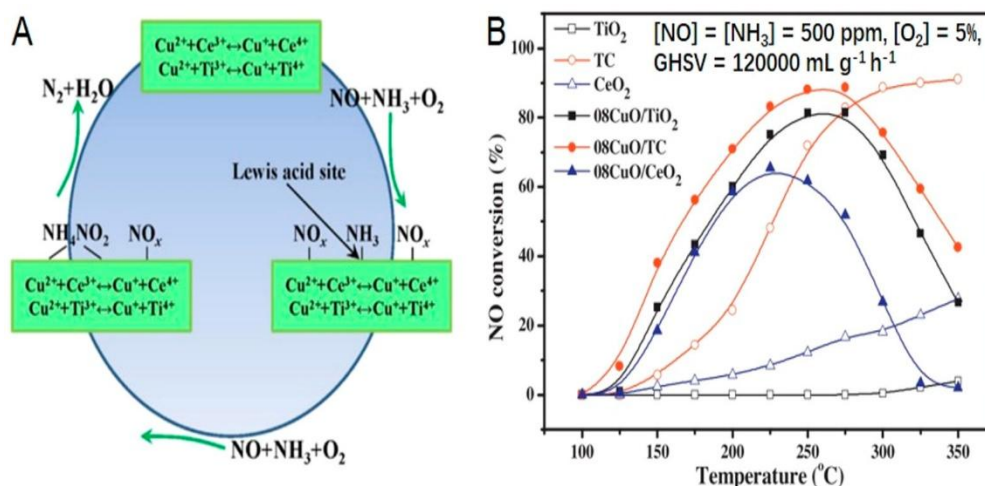 A
Cu²⁺+Ce³⁺↔Cu⁺+Ce⁴⁺
Cu²⁺+Ti³⁺↔Cu⁺+Ti⁴⁺
N₂+H₂O
NO+NH₃+O₂
Lewis acid site
NH₄NO₂ NOₓ
NOₓ NH₃ NOₓ
Cu²⁺+Ce³⁺↔Cu⁺+Ce⁴⁺
Cu²⁺+Ti³⁺↔Cu⁺+Ti⁴⁺
Cu²⁺+Ce³⁺↔Cu⁺+Ce⁴⁺
Cu²⁺+Ti³⁺↔Cu⁺+Ti⁴⁺
NO+NH₃+O₂
B
[NO] = [NH₃] = 500 ppm, [O₂] = 5%,
GHSV = 120000 mL g⁻¹ h⁻¹
TiO₂
TC
CeO₂
08CuO/TiO₂
08CuO/TC
08CuO/CeO₂
NO conversion (%)
100
80
60
40
20
0
100 150 200 250 300 350
Temperature (°C)